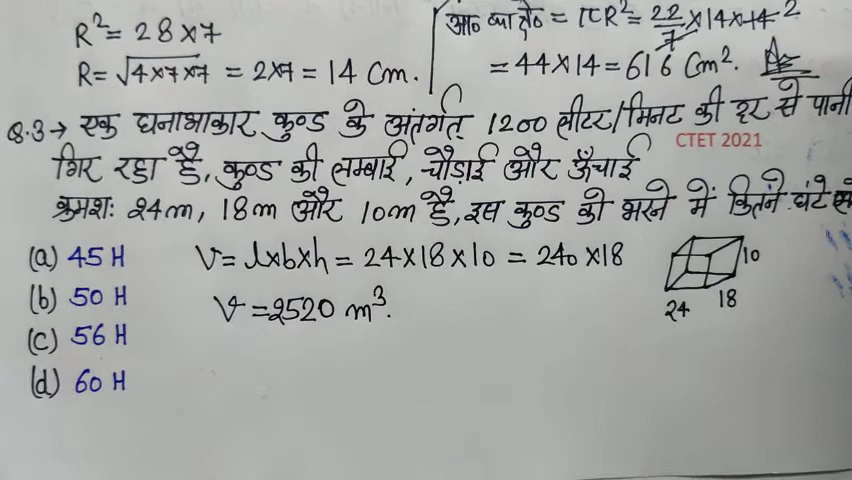 R² = 28×7
R = √4×7×7 = 2×7 = 14 Cm.
आ० का क्षे० = πR² = 22/7 × 14 × 14 2
= 44×14 = 616 Cm². Ans
Q.3→ एक घनाभाकार कुण्ड के अंतर्गत 1200 लीटर/मिनट की दर से पानी
CTET 2021
गिर रहा है, कुण्ड की लम्बाई, चौड़ाई और ऊँचाई
क्रमशः 24m, 18m और 10m है, इस कुण्ड को भरने में कितने घंटे
(a) 45 H
V = l×b×h = 24×18×10 = 240×18
10
(b) 50 H
V = 2520 m³.
24 18
(c) 56 H
(d) 60 H